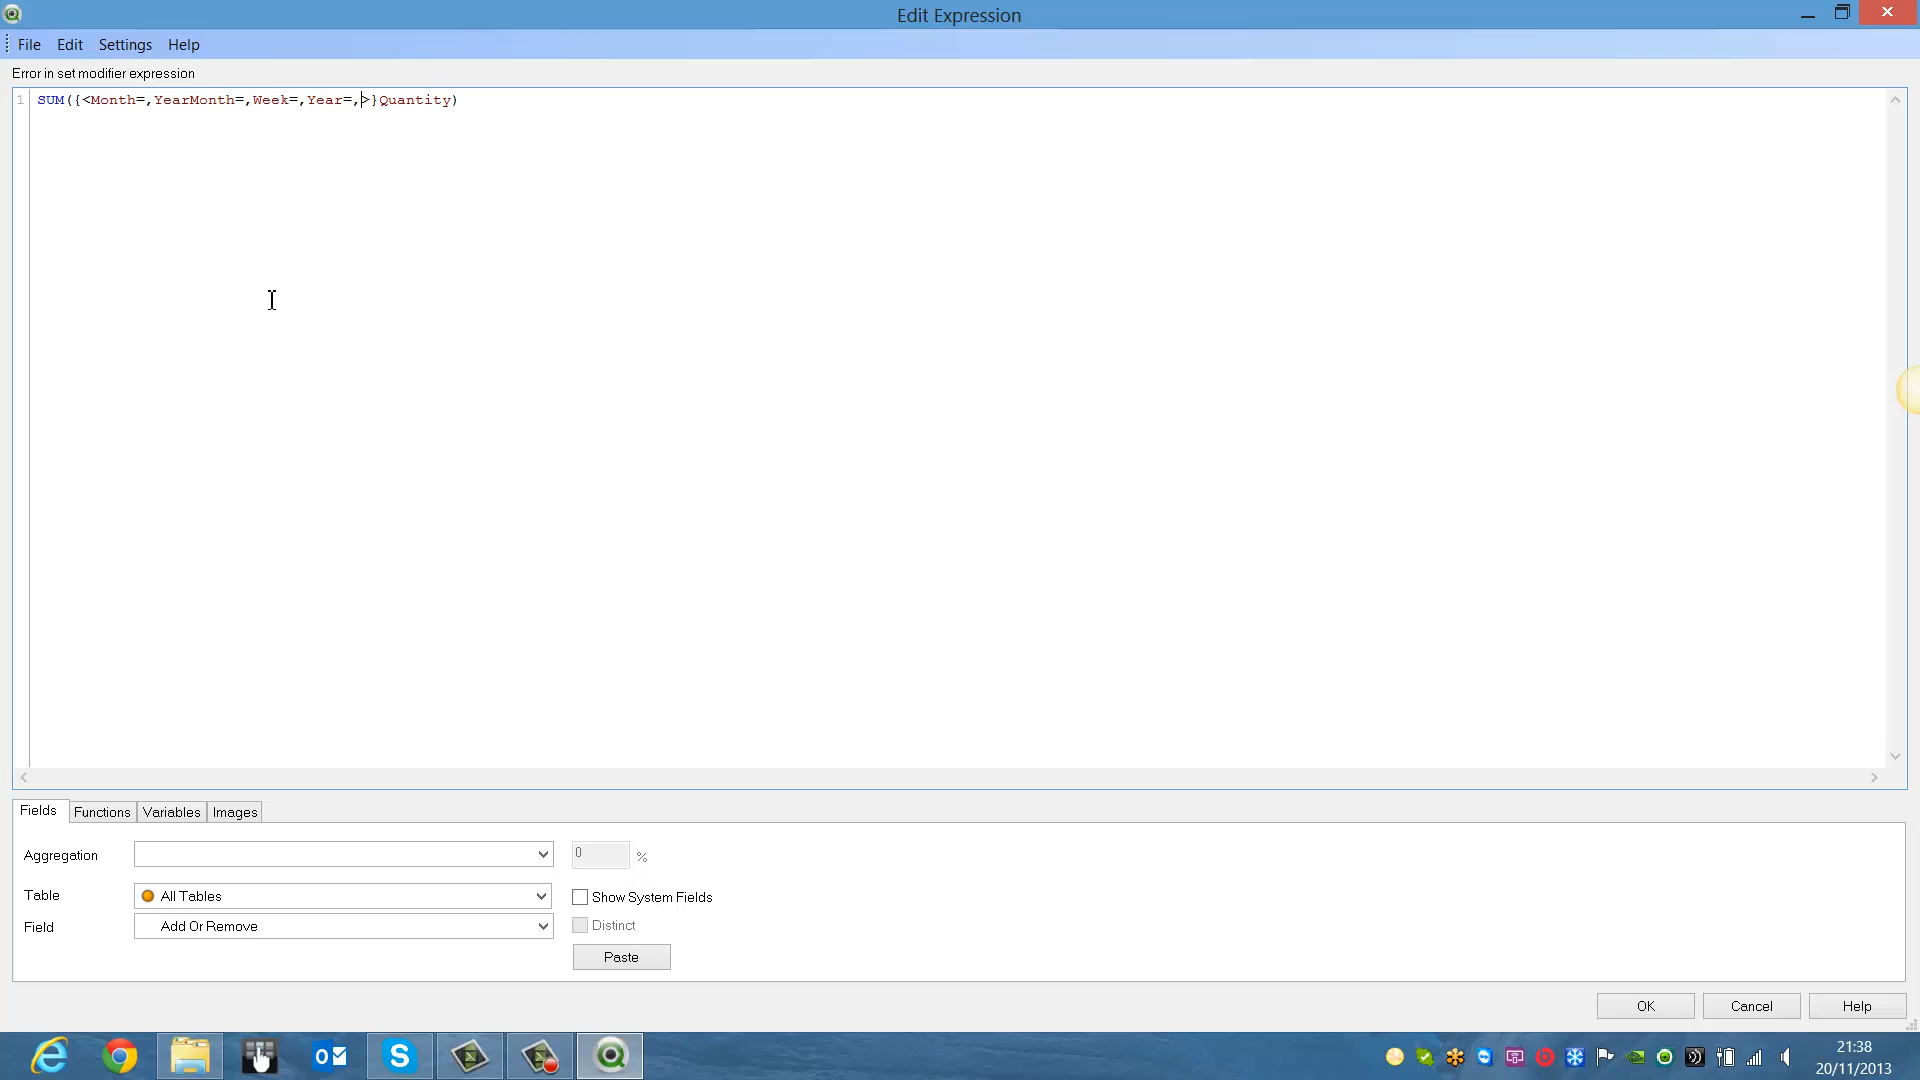 Edit Expression
File Edit Settings Help
Error in set modifier expression
1 SUM({<Month=,YearMonth=,Week=,Year=,>}Quantity)
Fields Functions Variables Images
Aggregation 0 %
Table All Tables Show System Fields
Field Add Or Remove Distinct
Paste
OK Cancel Help
21:38
20/11/2013